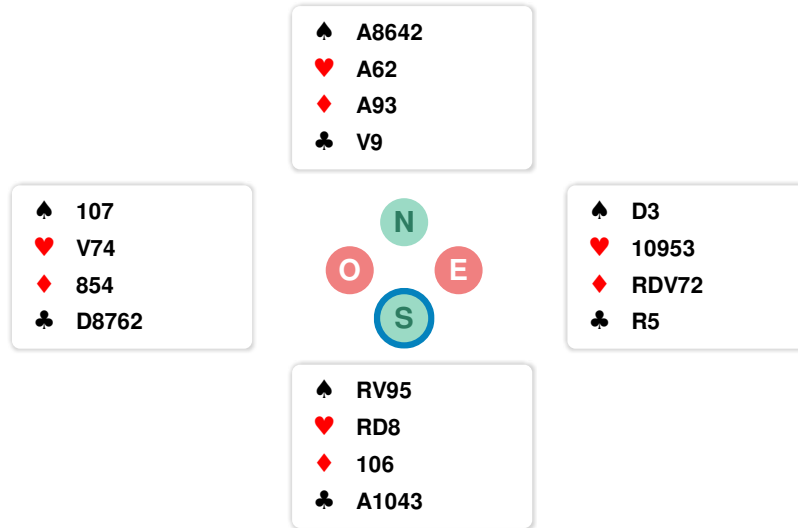 ♠ A8642
♥ A62
♦ A93
♣ V9
♠ 107
♥ V74
♦ 854
♣ D8762
N
O E
S
♠ D3
♥ 10953
♦ RDV72
♣ R5
♠ RV95
♥ RD8
♦ 106
♣ A1043